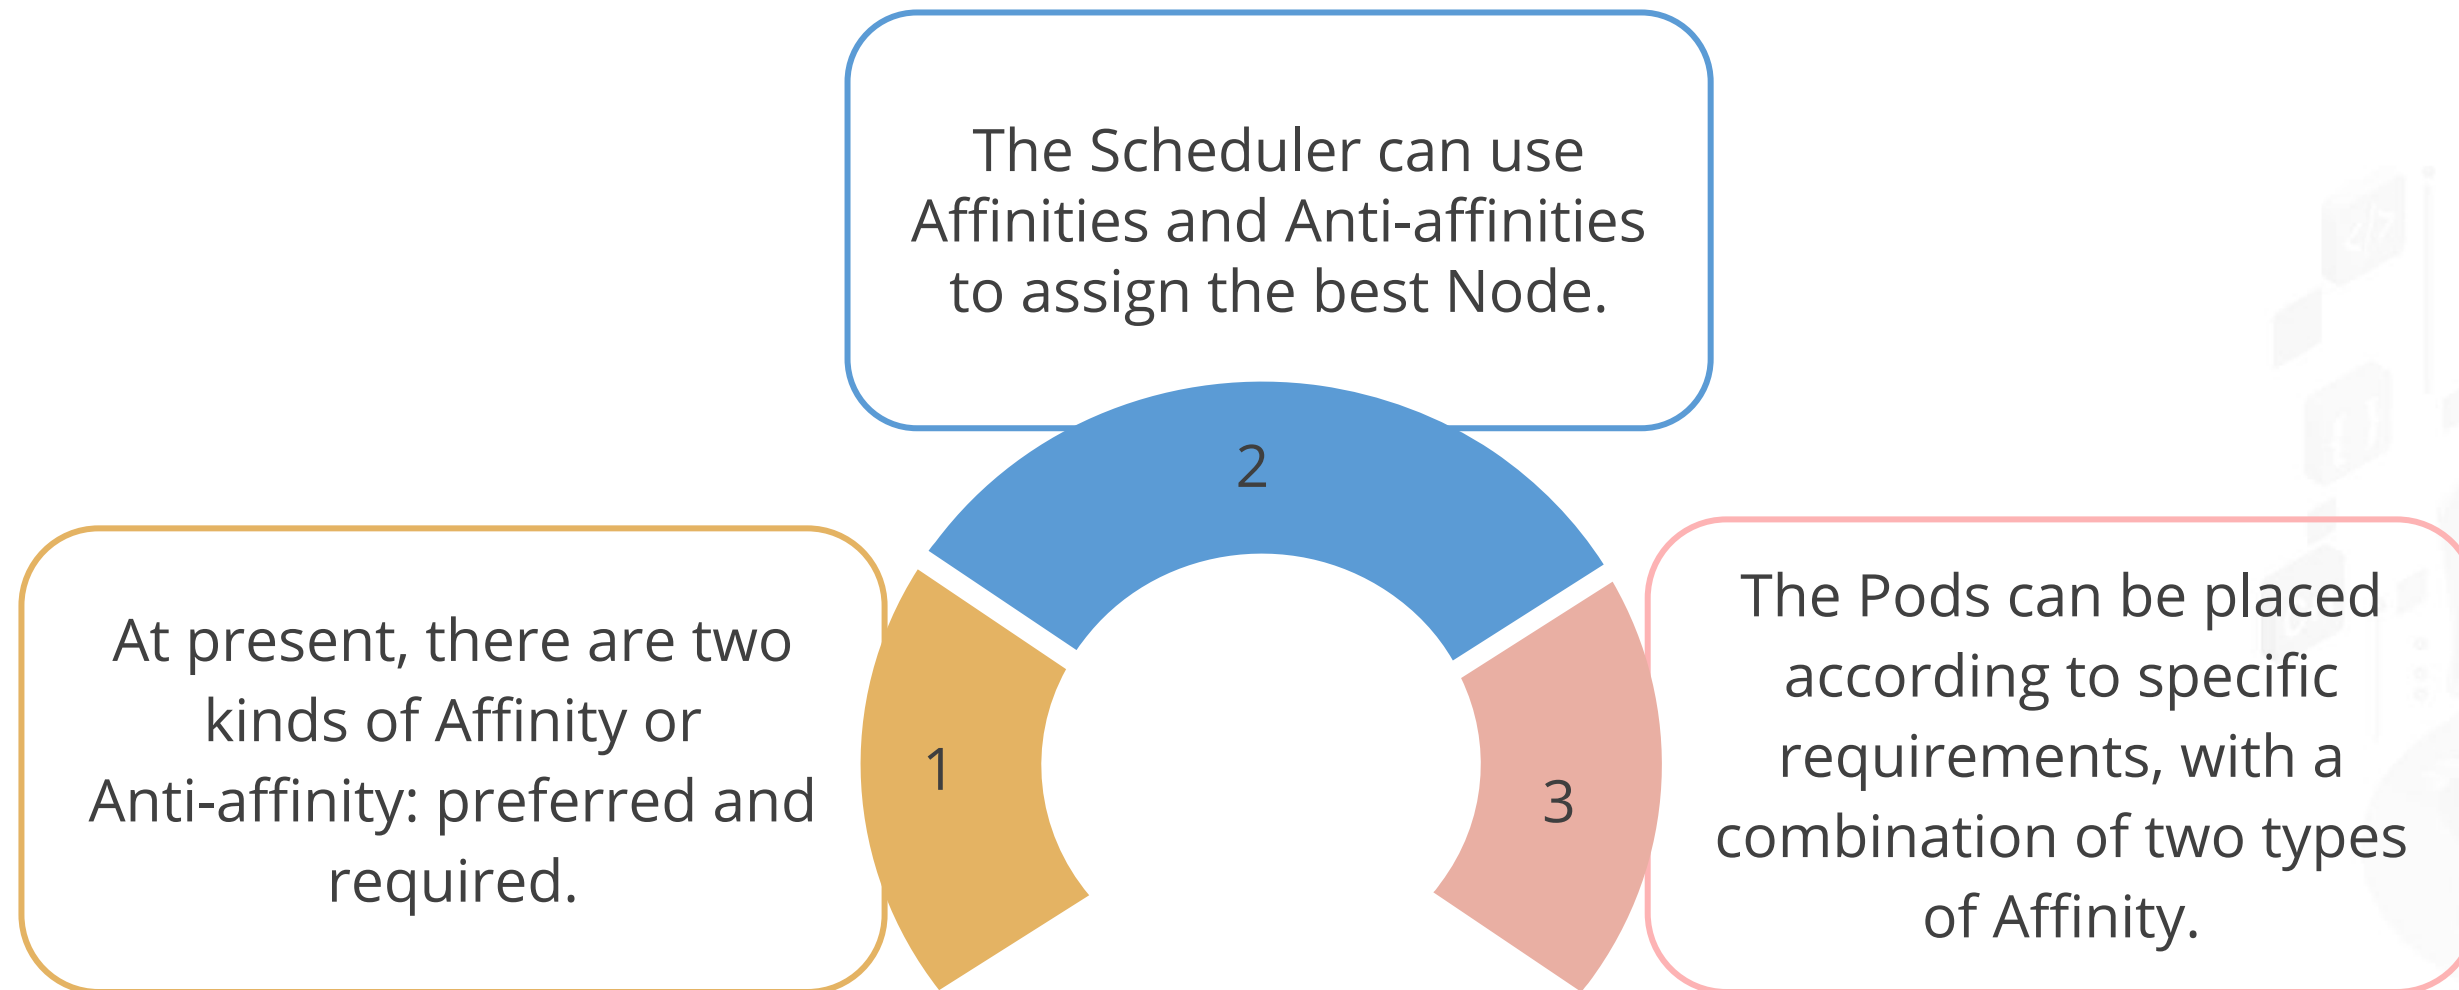 The Scheduler can use
Affinities and Anti-affinities
to assign the best Node.
2
At present, there are two
kinds of Affinity or
Anti-affinity: preferred and
required.
1
3
The Pods can be placed
according to specific
requirements, with a
combination of two types
of Affinity.